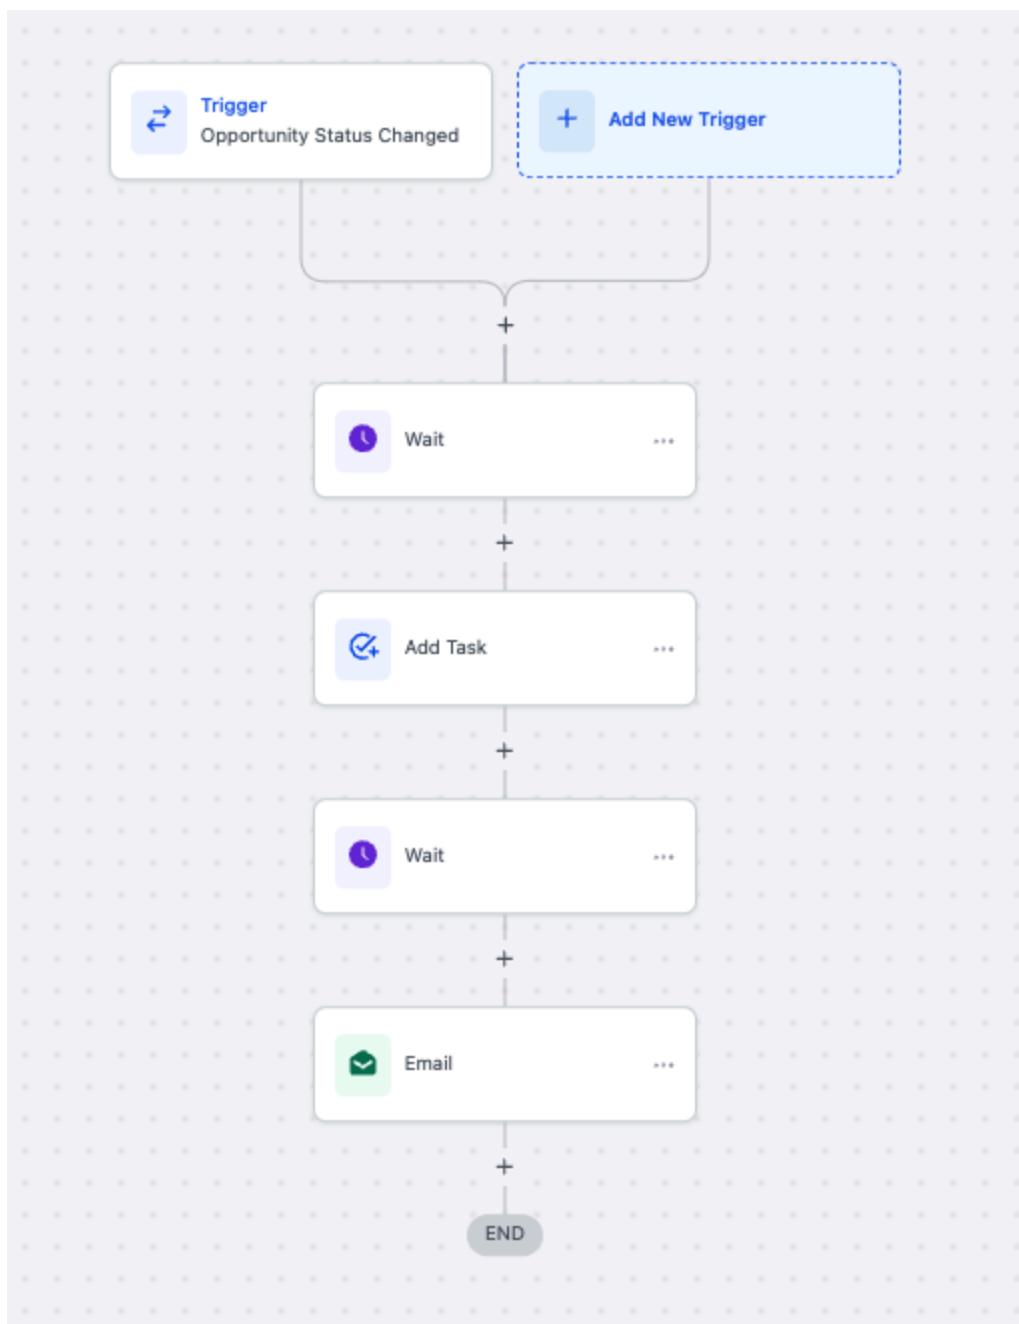 Trigger
Opportunity Status Changed
Add New Trigger
Wait
Add Task
Wait
Email
END